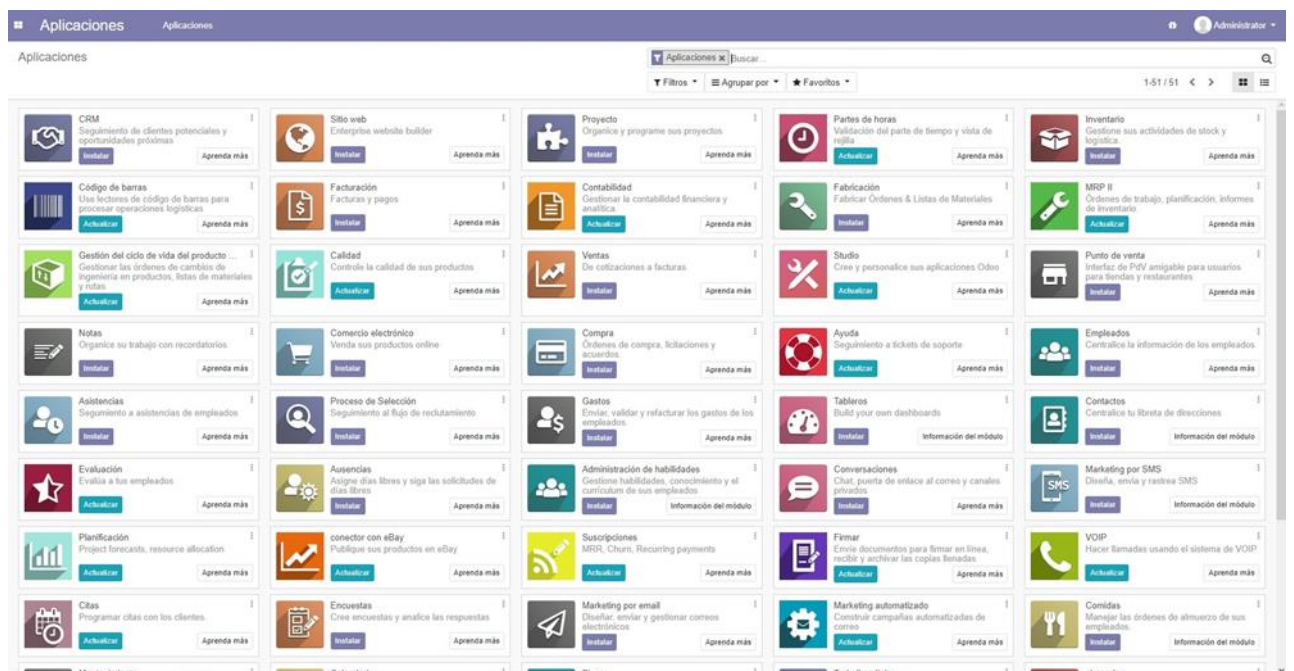 Aplicaciones
Aplicaciones
Administrator
Aplicaciones
Aplicaciones x Buscar...
Filtros Agrupar por Favoritos
1-51 / 51
CRM
Seguimiento de clientes potenciales y
oportunidades próximas
Instalar Aprenda más
Sitio web
Enterprise website builder
Instalar Aprenda más
Proyecto
Organice y programe sus proyectos.
Instalar Aprenda más
Partes de horas
Validación del parte de tiempo y vista de
rejilla
Actualizar Aprenda más
Inventario
Gestione sus actividades de stock y
logística.
Instalar Aprenda más
Código de barras
Use lectores de código de barras para
procesar operaciones logísticas
Actualizar Aprenda más
Facturación
Facturas y pagos
Instalar Aprenda más
Contabilidad
Gestionar la contabilidad financiera y
analítica.
Actualizar Aprenda más
Fabricación
Fabricar Órdenes & Listas de Materiales
Instalar Aprenda más
MRP II
Órdenes de trabajo, planificación, informes
de inventario.
Actualizar Aprenda más
Gestión del ciclo de vida del producto ...
Gestionar las órdenes de cambios de
ingeniería en productos, listas de materiales
y rutas
Actualizar Aprenda más
Calidad
Controle la calidad de sus productos
Actualizar Aprenda más
Ventas
De cotizaciones a facturas
Instalar Aprenda más
Studio
Cree y personalice sus aplicaciones Odoo
Actualizar Aprenda más
Punto de venta
Interfaz de PdV amigable para usuarios
para tiendas y restaurantes
Instalar Aprenda más
Notas
Organice su trabajo con recordatorios.
Instalar Aprenda más
Comercio electrónico
Venda sus productos online
Instalar Aprenda más
Compra
Órdenes de compra, licitaciones y
acuerdos.
Instalar Aprenda más
Ayuda
Seguimiento a tickets de soporte
Actualizar Aprenda más
Empleados
Centralice la información de los empleados
Instalar Aprenda más
Asistencias
Seguimiento a asistencias de empleados
Instalar Aprenda más
Proceso de Selección
Seguimiento al flujo de reclutamiento
Instalar Aprenda más
Gastos
Enviar, validar y refacturar los gastos de los
empleados.
Instalar Aprenda más
Tableros
Build your own dashboards
Instalar Información del módulo
Contactos
Centralice tu libreta de direcciones
Instalar Información del módulo
Evaluación
Evalúa a tus empleados
Actualizar Aprenda más
Ausencias
Asigne días libres y siga las solicitudes de
días libres
Instalar Aprenda más
Administración de habilidades
Gestione habilidades, conocimiento y el
currículum de sus empleados
Instalar Información del módulo
Conversaciones
Chat, puerta de enlace al correo y canales
privados
Instalar Aprenda más
SMS
Marketing por SMS
Diseña, envía y rastrea SMS
Instalar Información del módulo
Planificación
Project forecasts, resource allocation
Actualizar Aprenda más
conector con eBay
Publique sus productos en eBay
Actualizar Aprenda más
Suscripciones
MRR, Churn, Recurring payments
Actualizar Aprenda más
Firmar
Envíe documentos para firmar en línea,
recibir y archivar las copias llenadas
Actualizar Aprenda más
VOIP
Hacer llamadas usando el sistema de VOIP
Actualizar Aprenda más
Citas
Programar citas con los clientes.
Actualizar Aprenda más
Encuestas
Cree encuestas y analice las respuestas
Instalar Aprenda más
Marketing por email
Diseñar, enviar y gestionar correos
electrónicos
Instalar Aprenda más
Marketing automatizado
Construir campañas automatizadas de
correo
Actualizar Aprenda más
Comidas
Manejar las órdenes de almuerzo de sus
empleados.
Instalar Información del módulo